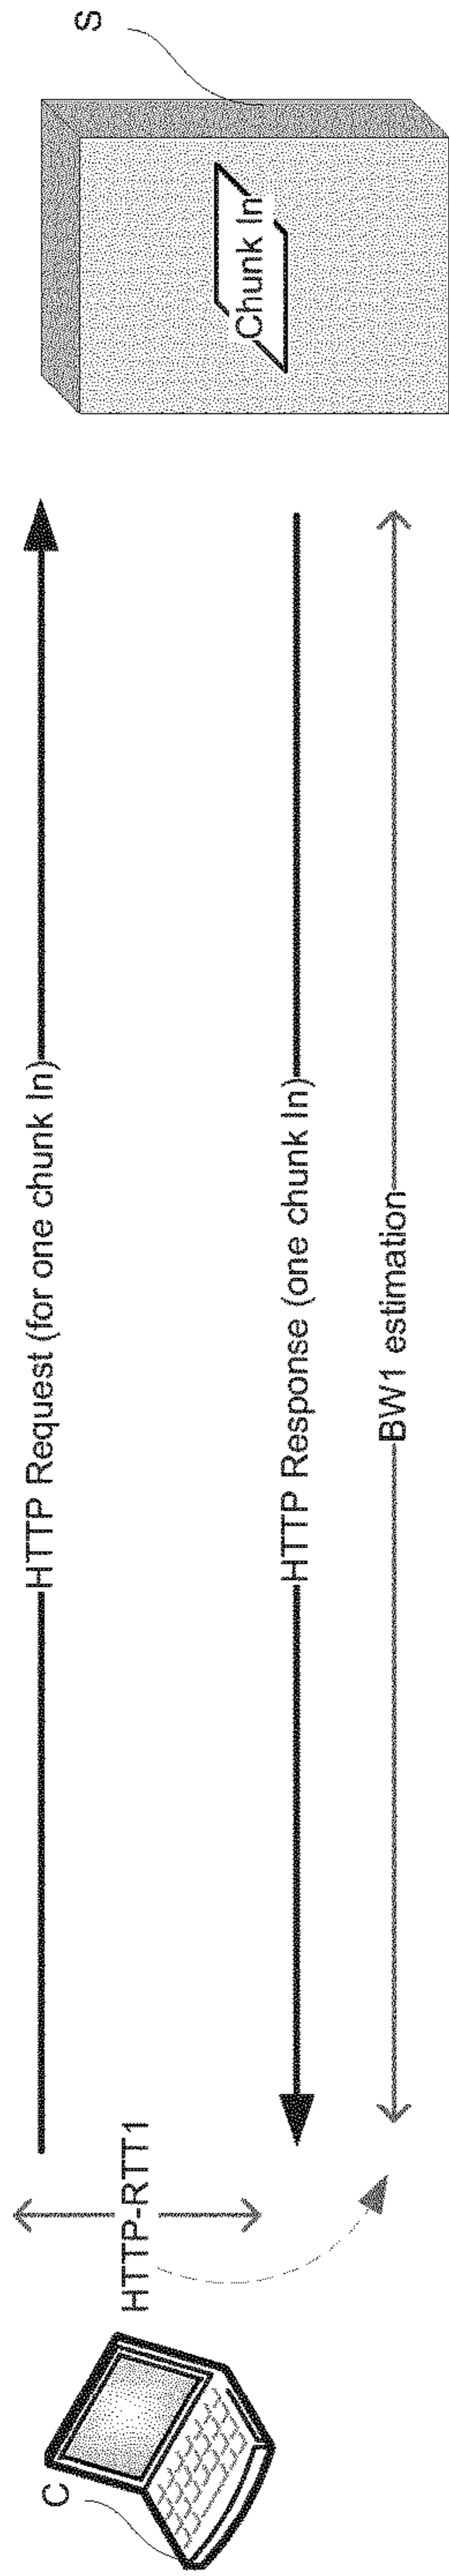 C
HTTP-RTT1
HTTP Request (for one chunk In)
HTTP Response (one chunk In)
BW1 estimation
Chunk In
S